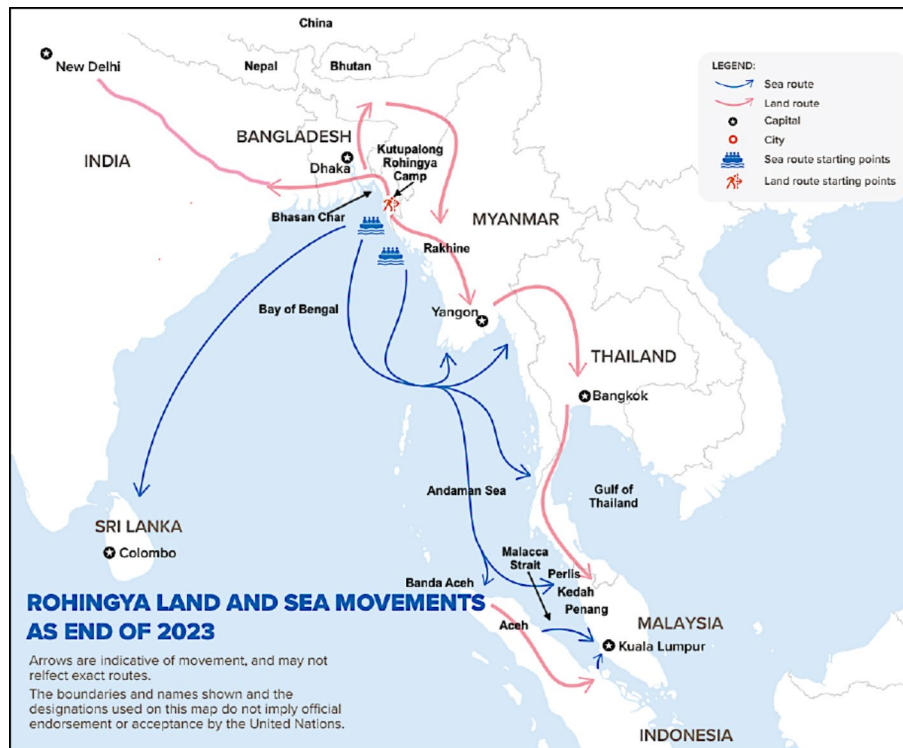 China
New Delhi
Nepal
Bhutan
LEGEND:
Sea route
Land route
Capital
City
Sea route starting points
Land route starting points
BANGLADESH
Dhaka
Kutupalong
Rohingya
Camp
INDIA
Bhasan Char
MYANMAR
Rakhine
Bay of Bengal
Yangon
THAILAND
Bangkok
Andaman Sea
Gulf of
Thailand
SRI LANKA
Colombo
Malacca
Strait
Perlis
Kedah
Penang
Banda Aceh
Aceh
MALAYSIA
Kuala Lumpur
INDONESIA
ROHINGYA LAND AND SEA MOVEMENTS
AS END OF 2023
Arrows are indicative of movement, and may not
relfect exact routes.
The boundaries and names shown and the
designations used on this map do not imply official
endorsement or acceptance by the United Nations.